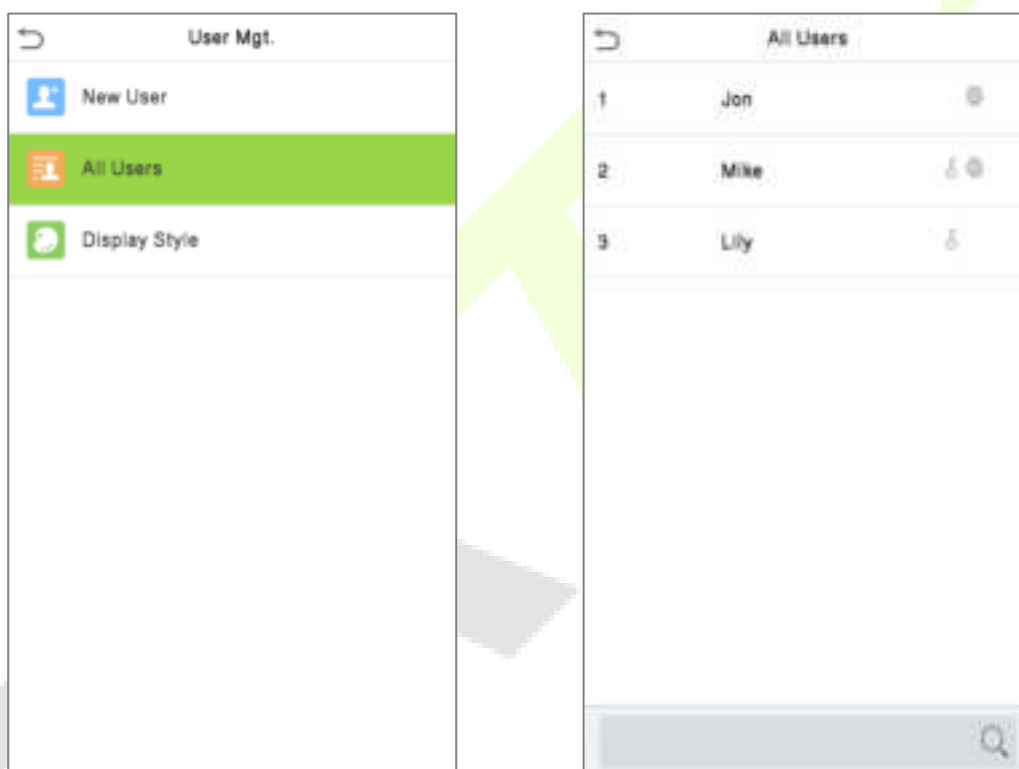 User Mgt.
New User
All Users
Display Style
All Users
1 Jon
2 Mike
3 Lily